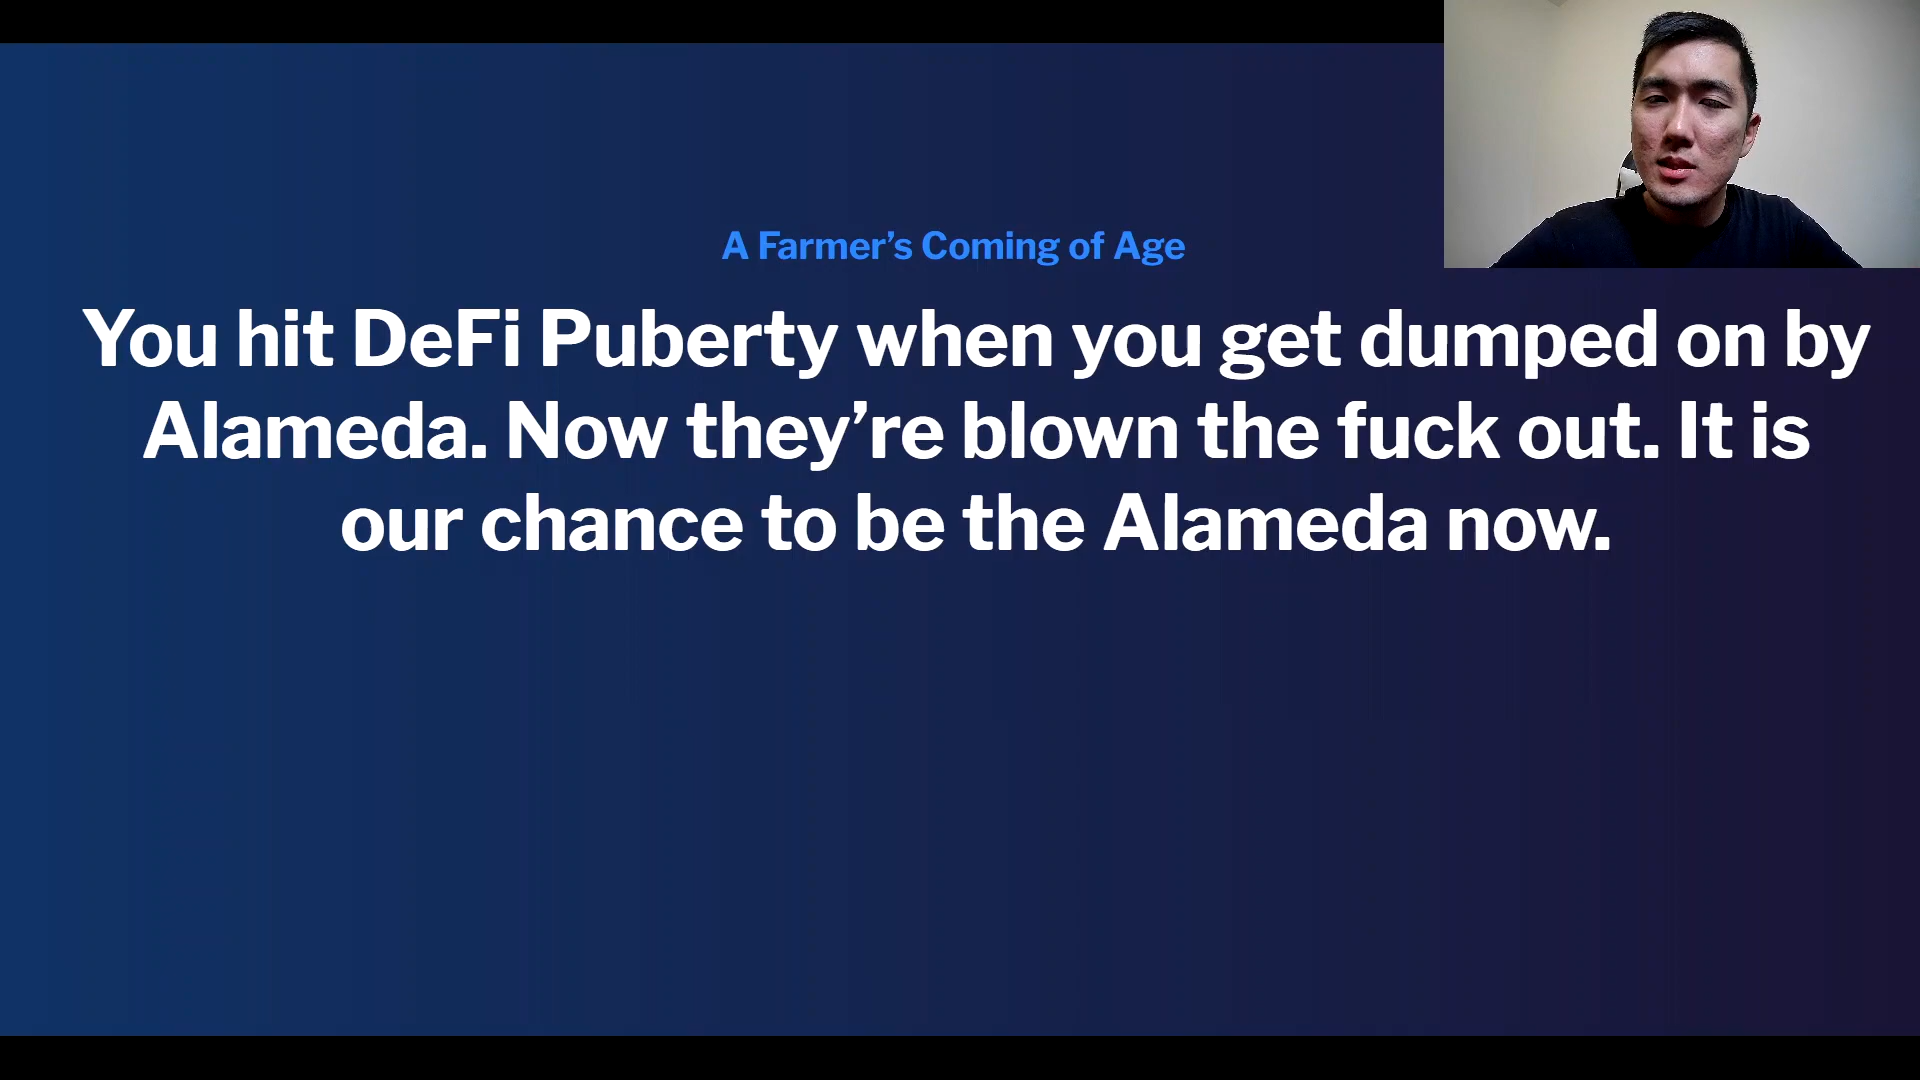 A Farmer’s Coming of Age
You hit DeFi Puberty when you get dumped on by
Alameda. Now they’re blown the fuck out. It is
our chance to be the Alameda now.